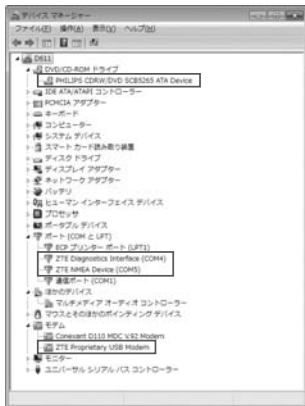 デバイス マネージャー
ファイル(F) 操作(A) 表示(V) ヘルプ(H)
D611
DVD/CD-ROM ドライブ
PHILIPS CDRW/DVD SCB5265 ATA Device
IDE ATA/ATAPI コントローラー
PCMCIA アダプター
キーボード
コンピューター
システム デバイス
スマート カード読み取り装置
ディスク ドライブ
ディスプレイ アダプター
ネットワーク アダプター
バッテリ
ヒューマン インターフェイス デバイス
プロセッサ
ポータブル デバイス
ポート (COM と LPT)
ECP プリンター ポート (LPT1)
ZTE Diagnostics Interface (COM4)
ZTE NMEA Device (COM5)
通信ポート (COM1)
ほかのデバイス
マルチメディア オーディオ コントローラー
マウスとそのほかのポインティング デバイス
モデム
Conexant D110 MDC V.92 Modem
ZTE Proprietary USB Modem
モニター
ユニバーサル シリアル バス コントローラー